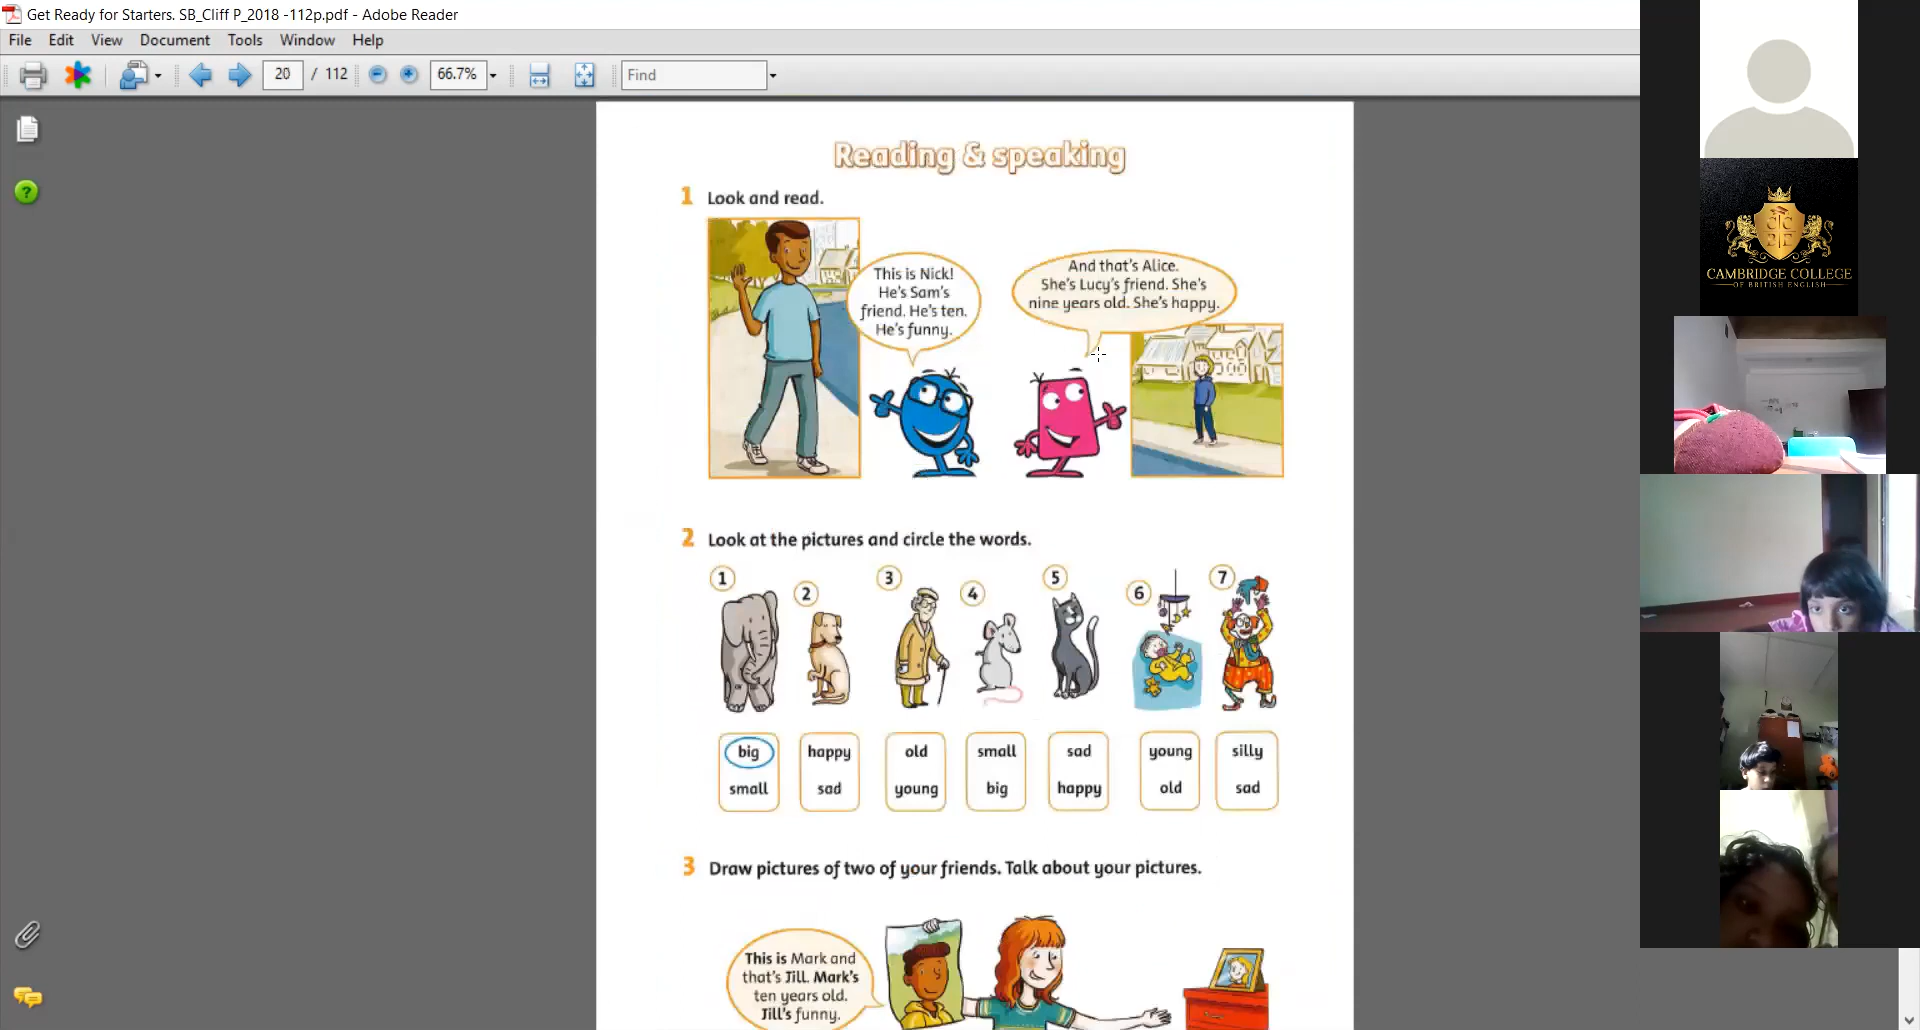 Get Ready for Starters. SB_Cliff P_2018 -112p.pdf - Adobe Reader
File Edit View Document Tools Window Help
20 / 112 66.7% Find
Reading & speaking
1 Look and read.
This is Nick!
He's Sam's
friend. He's ten.
He's funny.
And that's Alice.
She's Lucy's friend. She's
nine years old. She's happy.
2 Look at the pictures and circle the words.
1 2 3 4 5 6 7
big happy old small sad young silly
small sad young big happy old sad
3 Draw pictures of two of your friends. Talk about your pictures.
This is Mark and
that's Jill. Mark's
ten years old.
Jill's funny.
CAMBRIDGE COLLEGE
OF BRITISH ENGLISH